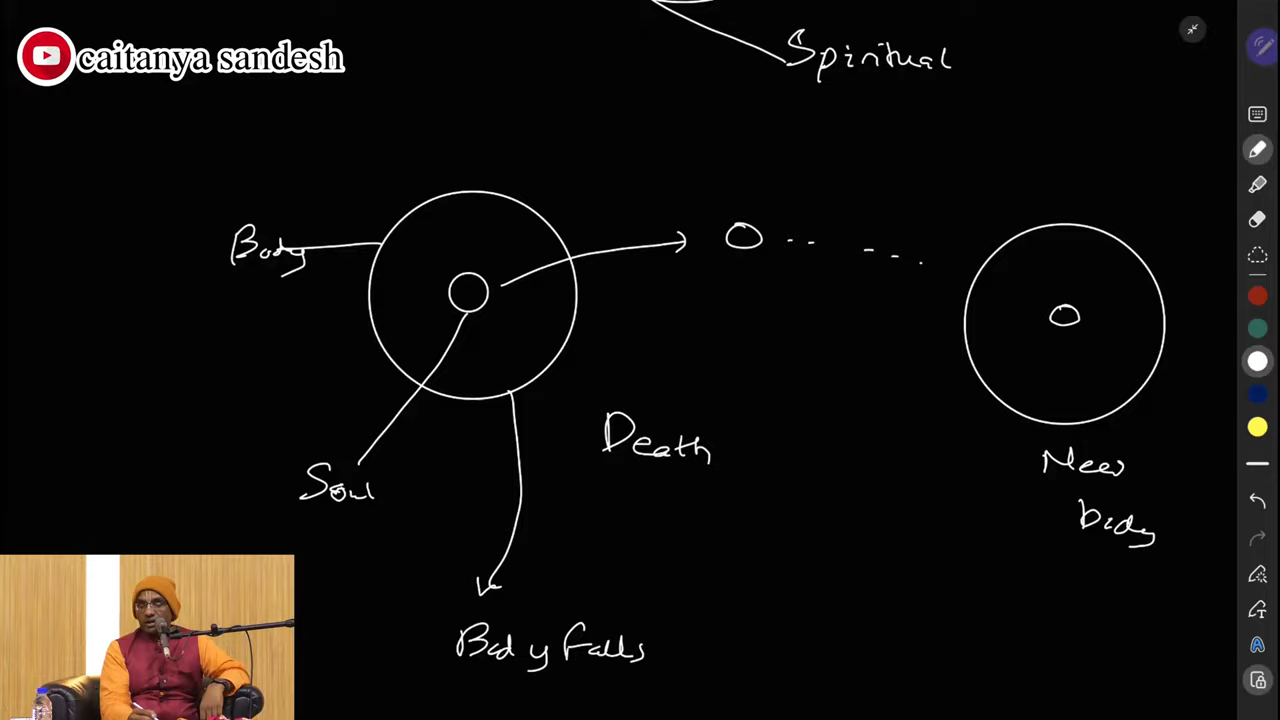 caitanya sandesh
Spiritual
Body
Soul
Death
New
body
Body falls